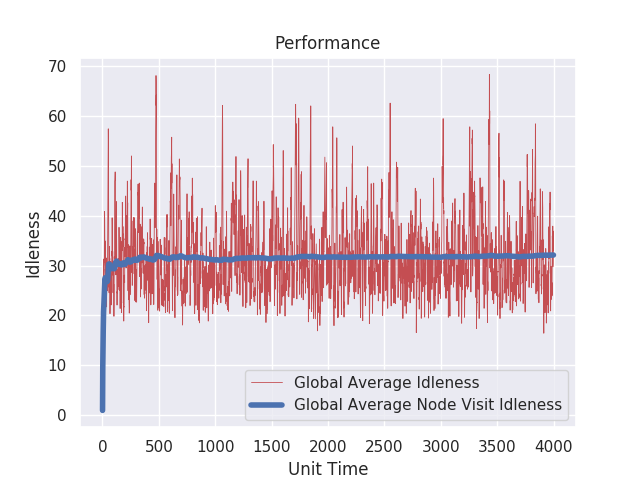 Performance
Idleness
70
60
50
40
30
20
10
0
0 500 1000 1500 2000 2500 3000 3500 4000
Unit Time
Global Average Idleness
Global Average Node Visit Idleness